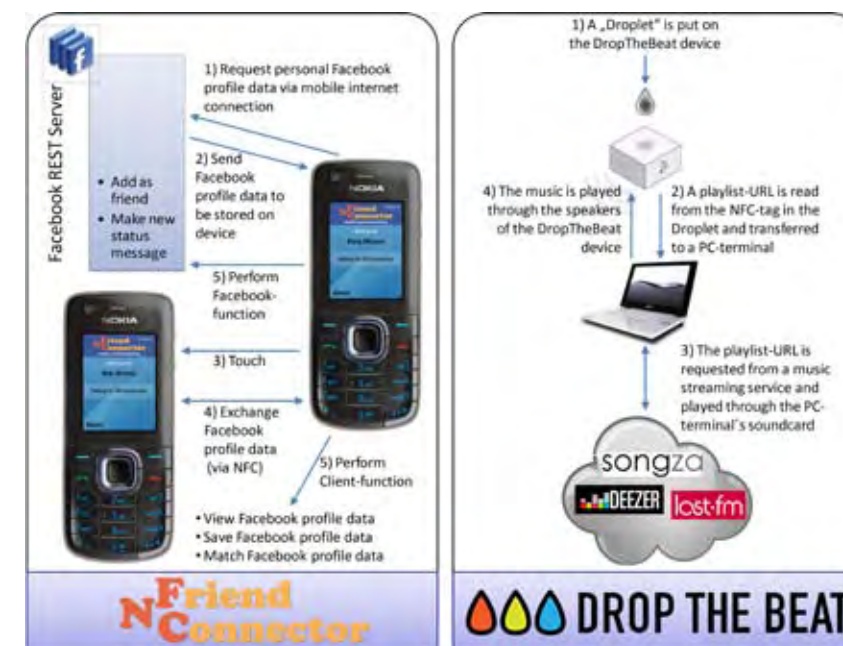 Facebook REST Server
1) Request personal Facebook
profile data via mobile internet
connection
2) Send
Facebook
profile data to
be stored on
device
• Add as
friend
• Make new
status
message
5) Perform
Facebook-
function
3) Touch
4) Exchange
Facebook
profile data
(via NFC)
5) Perform
Client-function
• View Facebook profile data
• Save Facebook profile data
• Match Facebook profile data
NOKIA
Friend
Connector
NOKIA
Friend
Connector
NFriend
Connector
1) A „Droplet" is put on
the DropTheBeat device
4) The music is played
through the speakers
of the DropTheBeat
device
2) A playlist-URL is read
from the NFC-tag in the
Droplet and transferred
to a PC-terminal
3) The playlist-URL is
requested from a music
streaming service and
played through the PC-
terminal´s soundcard
songza
DEEZER
lost·fm
DROP THE BEAT